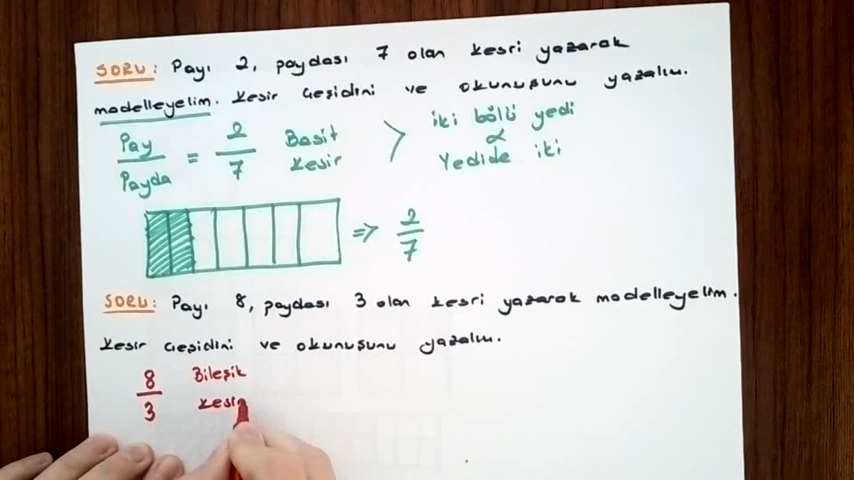 SORU: Payı 2, paydası 7 olan kesri yazarak
modelleyelim. Kesir çeşidini ve okunuşunu yazalım.
Pay
Payda
= 2
7
Basit
Kesir
> iki bölü yedi
Yedide iki
=> 2
7
SORU: Payı 8, paydası 3 olan kesri yazarak modelleyelim.
Kesir çeşidini ve okunuşunu yazalım.
8
3
Bileşik
Kesir